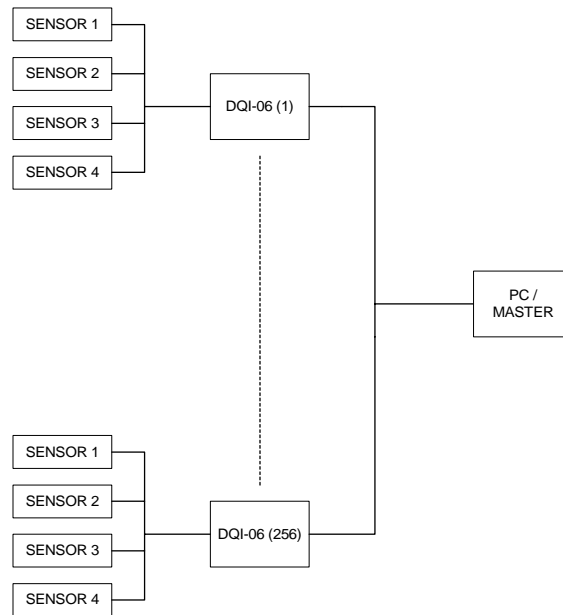 SENSOR 1
SENSOR 2
SENSOR 3
SENSOR 4
DQI-06 (1)
PC /
MASTER
SENSOR 1
SENSOR 2
SENSOR 3
SENSOR 4
DQI-06 (256)